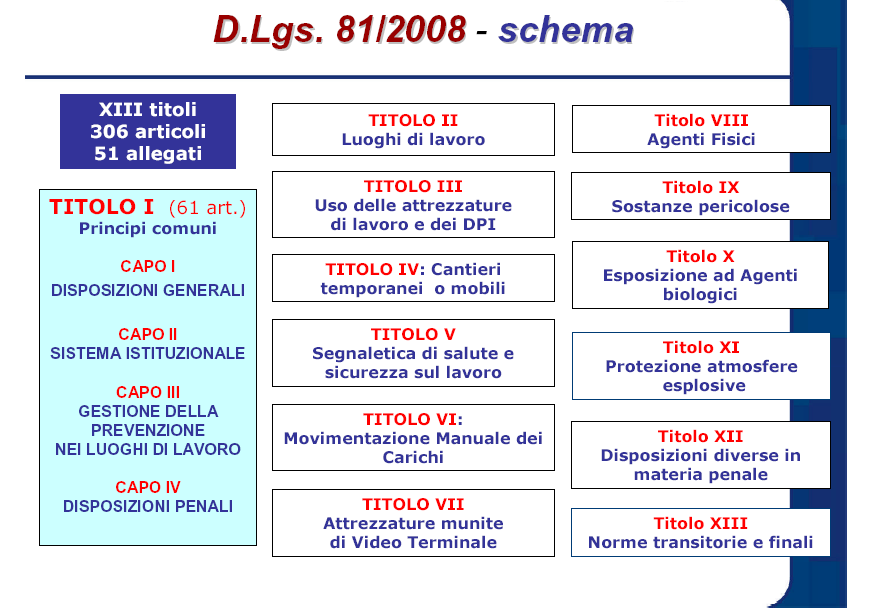 D.Lgs. 81/2008 - schema
XIII titoli
306 articoli
51 allegati
TITOLO I (61 art.)
Principi comuni
CAPO I
DISPOSIZIONI GENERALI
CAPO II
SISTEMA ISTITUZIONALE
CAPO III
GESTIONE DELLA
PREVENZIONE
NEI LUOGHI DI LAVORO
CAPO IV
DISPOSIZIONI PENALI
TITOLO II
Luoghi di lavoro
TITOLO III
Uso delle attrezzature
di lavoro e dei DPI
TITOLO IV: Cantieri
temporanei o mobili
TITOLO V
Segnaletica di salute e
sicurezza sul lavoro
TITOLO VI:
Movimentazione Manuale dei
Carichi
TITOLO VII
Attrezzature munite
di Video Terminale
Titolo VIII
Agenti Fisici
Titolo IX
Sostanze pericolose
Titolo X
Esposizione ad Agenti
biologici
Titolo XI
Protezione atmosfere
esplosive
Titolo XII
Disposizioni diverse in
materia penale
Titolo XIII
Norme transitorie e finali